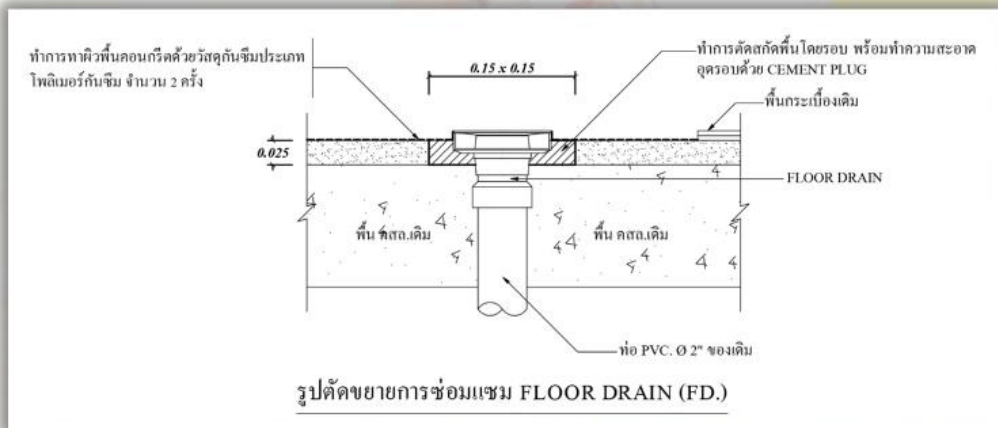 ทำการทาผิวพื้นคอนกรีตด้วยวัสดุกันซึมประเภท
โพลิเมอร์กันซึม จำนวน 2 ครั้ง
0.15 x 0.15
ทำการตัดสกัดพื้นโดยรอบ พร้อมทำความสะอาด
อุดรอบด้วย CEMENT PLUG
พื้นกระเบื้องเดิม
0.025
FLOOR DRAIN
พื้น คสล.เดิม
พื้น คสล.เดิม
ท่อ PVC. Ø 2" ของเดิม
รูปตัดขยายการซ่อมแซม FLOOR DRAIN (FD.)